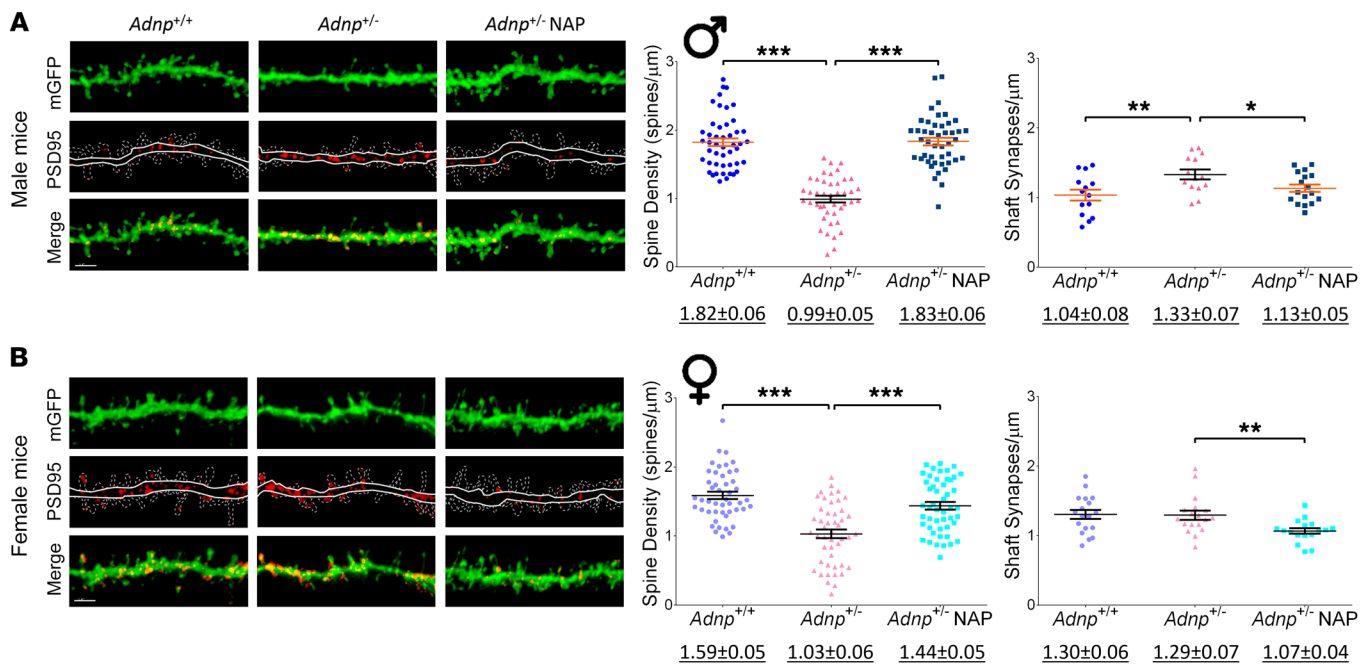 A
Adnp+/+ Adnp+/- Adnp+/- NAP
Male mice
mGFP
PSD95
Merge
Spine Density (spines/μm)
3
2
1
0
*** ***
Adnp+/+ Adnp+/- Adnp+/- NAP
1.82±0.06 0.99±0.05 1.83±0.06
Shaft Synapses/μm
3
2
1
0
** *
Adnp+/+ Adnp+/- Adnp+/- NAP
1.04±0.08 1.33±0.07 1.13±0.05
B
Female mice
mGFP
PSD95
Merge
Spine Density (spines/μm)
3
2
1
0
*** ***
Adnp+/+ Adnp+/- Adnp+/- NAP
1.59±0.05 1.03±0.06 1.44±0.05
Shaft Synapses/μm
3
2
1
0
**
Adnp+/+ Adnp+/- Adnp+/- NAP
1.30±0.06 1.29±0.07 1.07±0.04